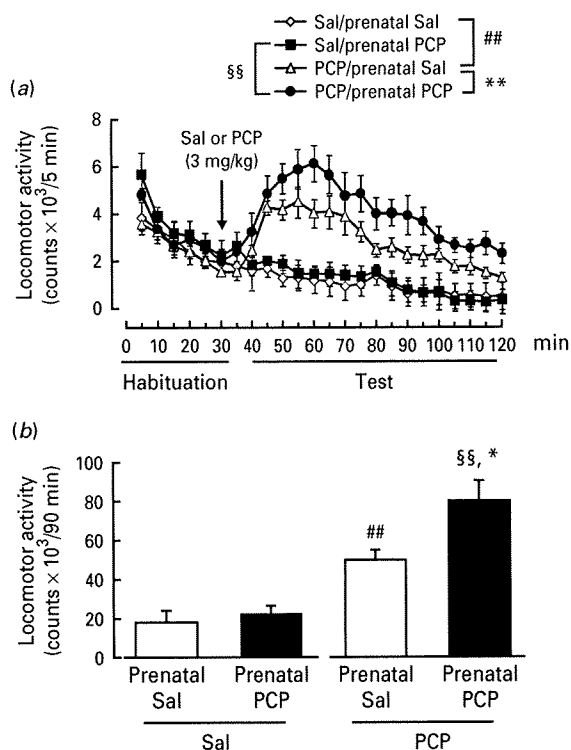 Sal/prenatal Sal
Sal/prenatal PCP
PCP/prenatal Sal
PCP/prenatal PCP
##
§§
**
(a)
Sal or PCP
(3 mg/kg)
Locomotor activity
(counts × 10³/5 min)
8
6
4
2
0
0 10 20 30 40 50 60 70 80 90 100 110 120 min
Habituation Test
(b)
Locomotor activity
(counts × 10³/90 min)
100
80
60
40
20
0
##
§§, *
Prenatal Prenatal Prenatal Prenatal
Sal PCP Sal PCP
Sal PCP